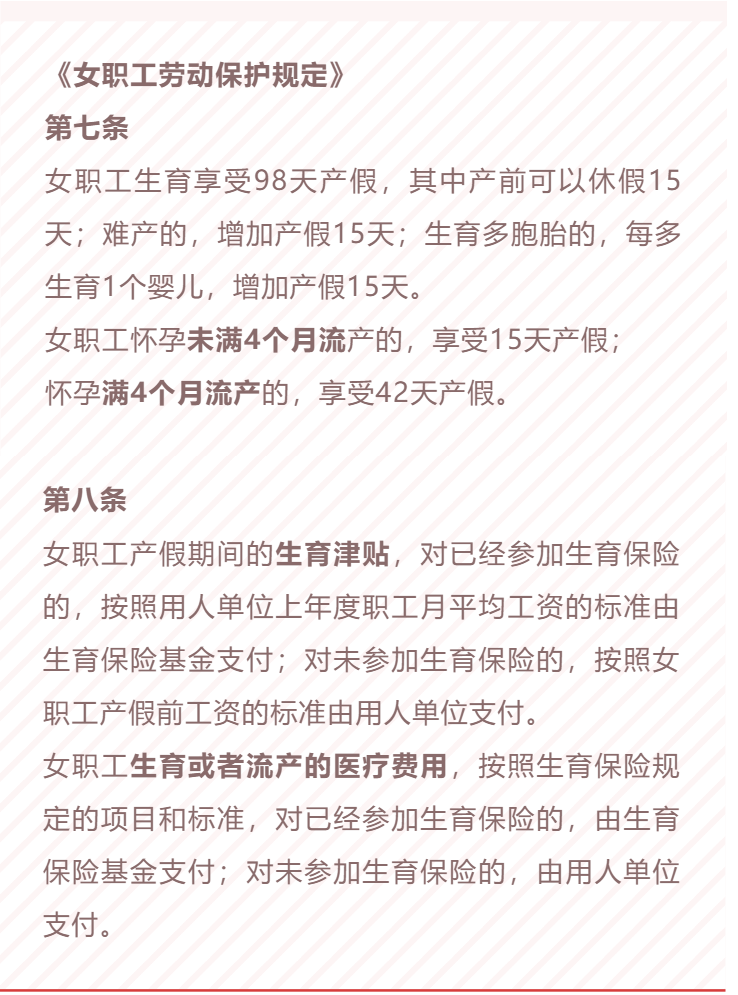 《女职工劳动保护规定》
第七条
女职工生育享受98天产假，其中产前可以休假15
天；难产的，增加产假15天；生育多胞胎的，每多
生育1个婴儿，增加产假15天。
女职工怀孕未满4个月流产的，享受15天产假；
怀孕满4个月流产的，享受42天产假。
第八条
女职工产假期间的生育津贴，对已经参加生育保险
的，按照用人单位上年度职工月平均工资的标准由
生育保险基金支付；对未参加生育保险的，按照女
职工产假前工资的标准由用人单位支付。
女职工生育或者流产的医疗费用，按照生育保险规
定的项目和标准，对已经参加生育保险的，由生育
保险基金支付；对未参加生育保险的，由用人单位
支付。